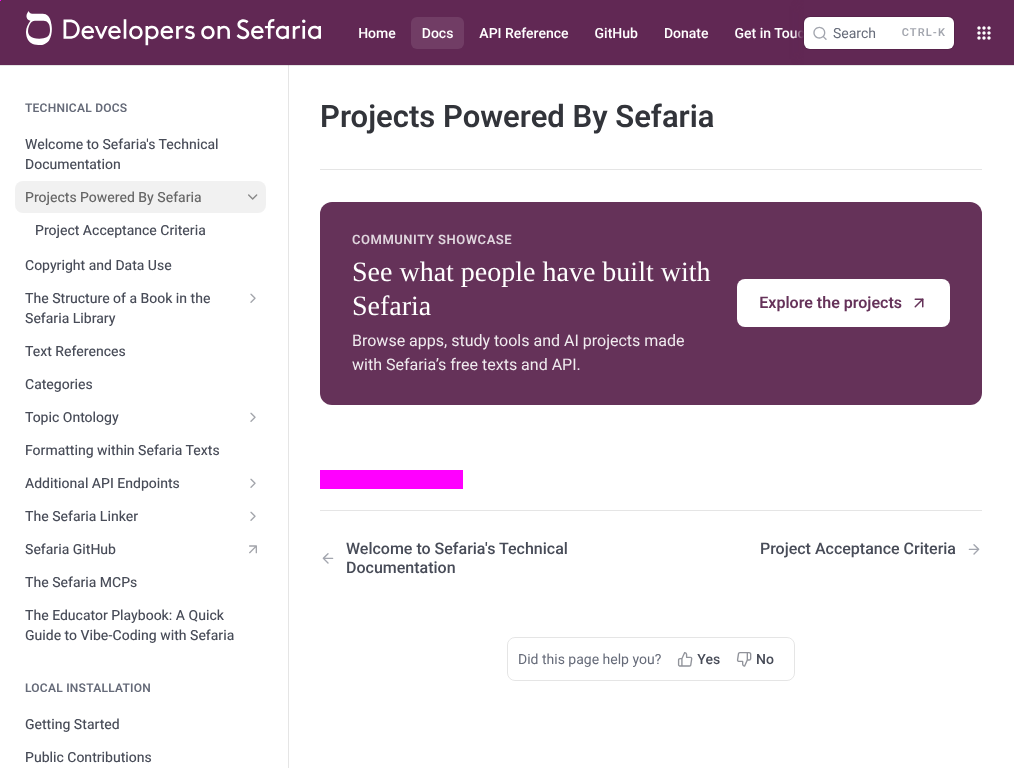 Developers on Sefaria
Home
Docs
API Reference
GitHub
Donate
Get in Touc
Search
CTRL-K
TECHNICAL DOCS
Welcome to Sefaria's Technical
Documentation
Projects Powered By Sefaria
Project Acceptance Criteria
Copyright and Data Use
The Structure of a Book in the
Sefaria Library
Text References
Categories
Topic Ontology
Formatting within Sefaria Texts
Additional API Endpoints
The Sefaria Linker
Sefaria GitHub
The Sefaria MCPs
The Educator Playbook: A Quick
Guide to Vibe-Coding with Sefaria
LOCAL INSTALLATION
Getting Started
Public Contributions
Projects Powered By Sefaria
COMMUNITY SHOWCASE
See what people have built with
Sefaria
Browse apps, study tools and AI projects made
with Sefaria’s free texts and API.
Explore the projects
Welcome to Sefaria's Technical
Documentation
Project Acceptance Criteria
Did this page help you?
Yes
No